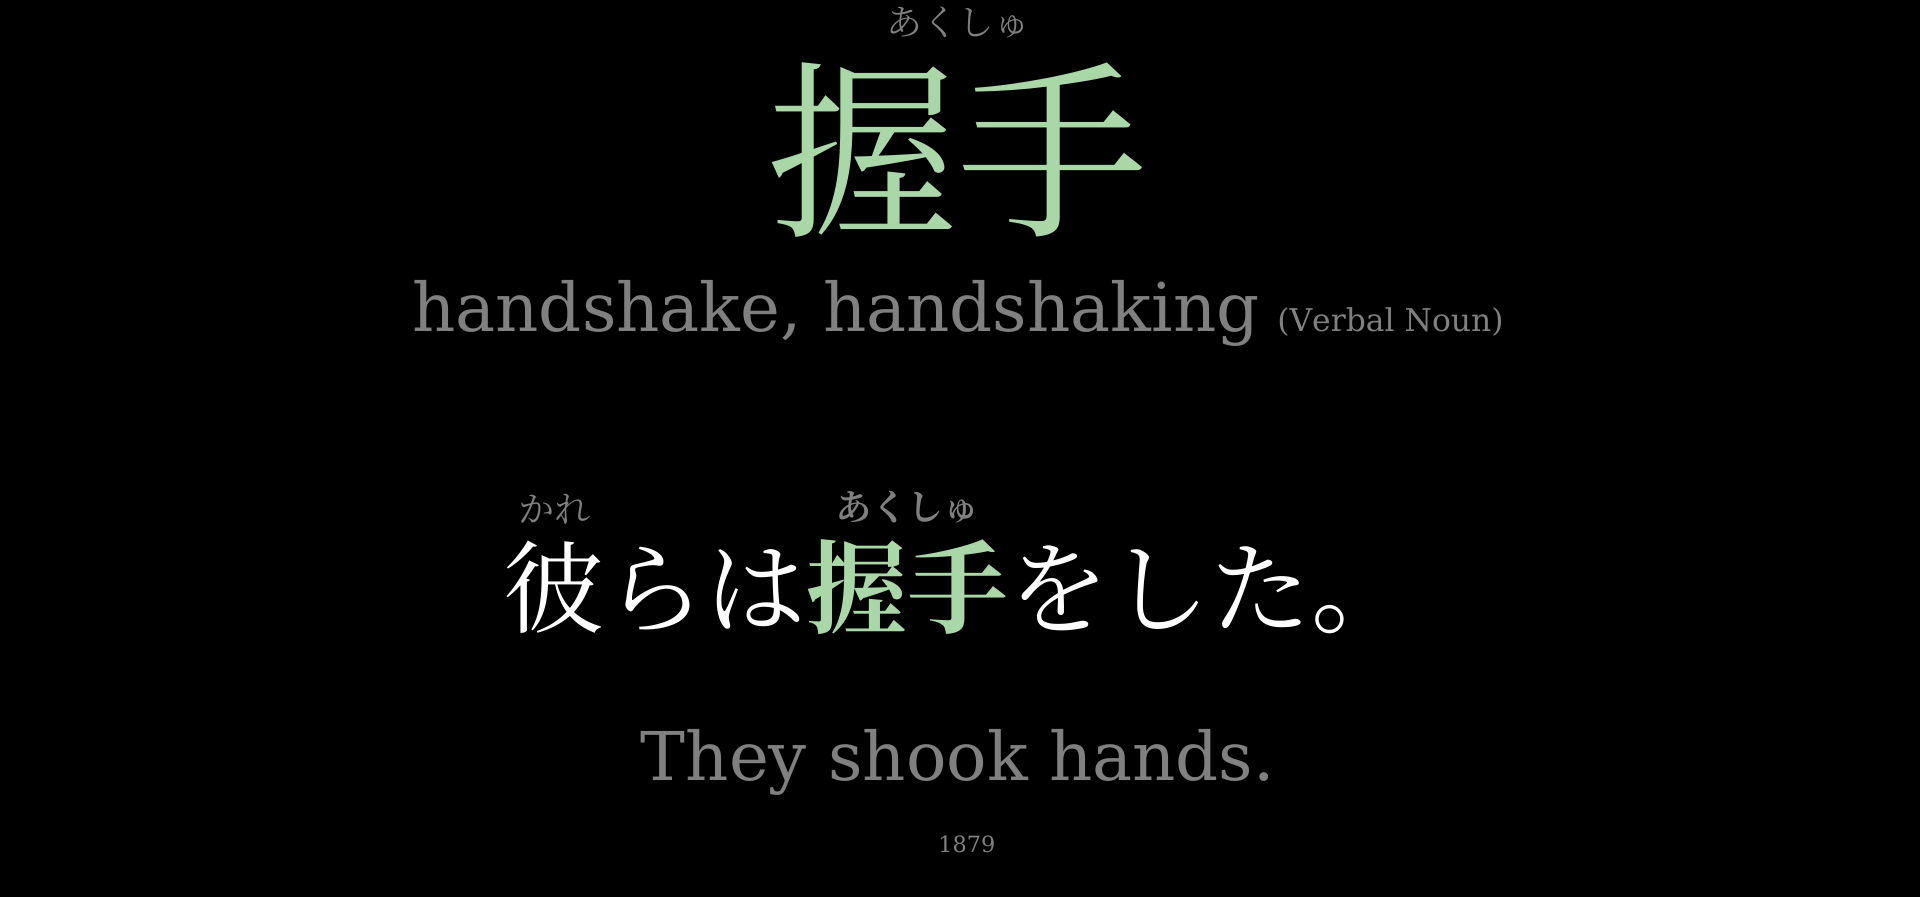 あくしゅ
握手
handshake, handshaking (Verbal Noun)
かれ あくしゅ
彼らは握手をした。
They shook hands.
1879